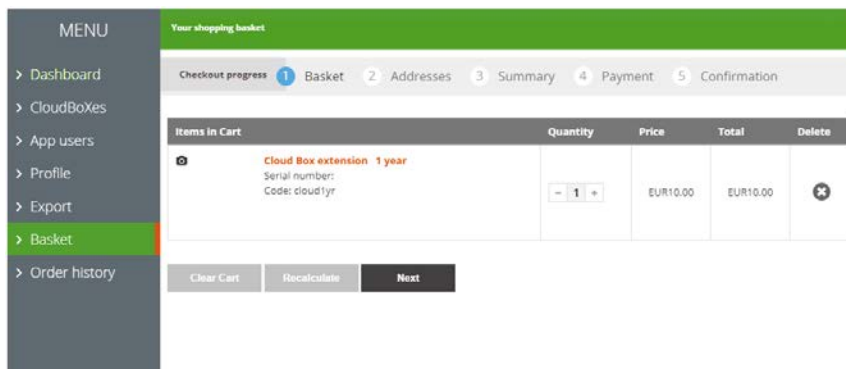 MENU
> Dashboard
> CloudBoXes
> App users
> Profile
> Export
> Basket
> Order history
Your shopping basket
Checkout progress 1 Basket 2 Addresses 3 Summary 4 Payment 5 Confirmation
Items in Cart Quantity Price Total Delete
Cloud Box extension 1 year
Serial number:
Code: cloud1yr
- 1 + EUR10.00 EUR10.00
Clear Cart Recalculate Next